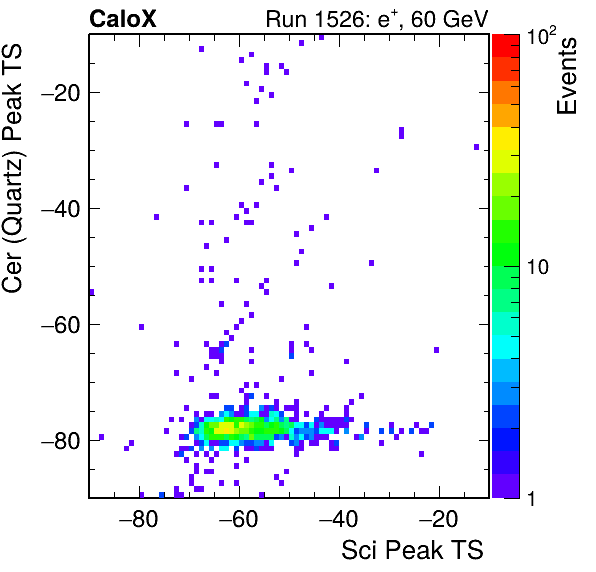 CaloX Run 1526: e⁺, 60 GeV
Cer (Quartz) Peak TS
−20
−40
−60
−80
−80 −60 −40 −20
Sci Peak TS
10²
10
1
Events